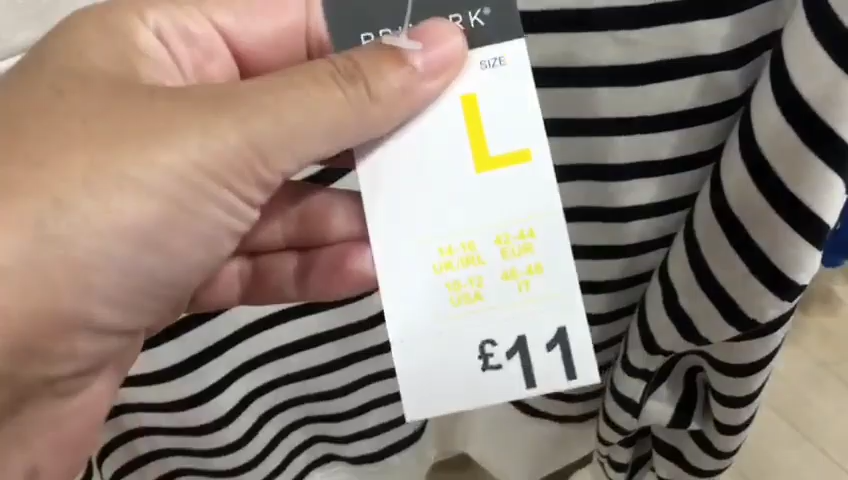 SIZE
L
14-16 42-44
UK/IRL EUR
10-12 46-48
USA IT
£11